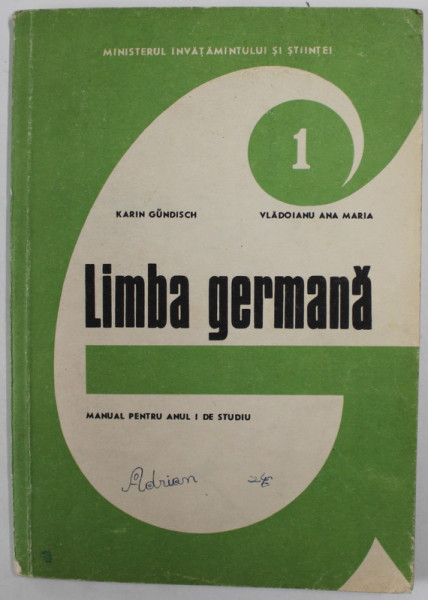 MINISTERUL ÎNVĂȚĂMÎNTULUI ȘI ȘTIINȚEI
1
KARIN GÜNDISCH VLĂDOIANU ANA MARIA
Limba germană
MANUAL PENTRU ANUL I DE STUDIU
Adrian